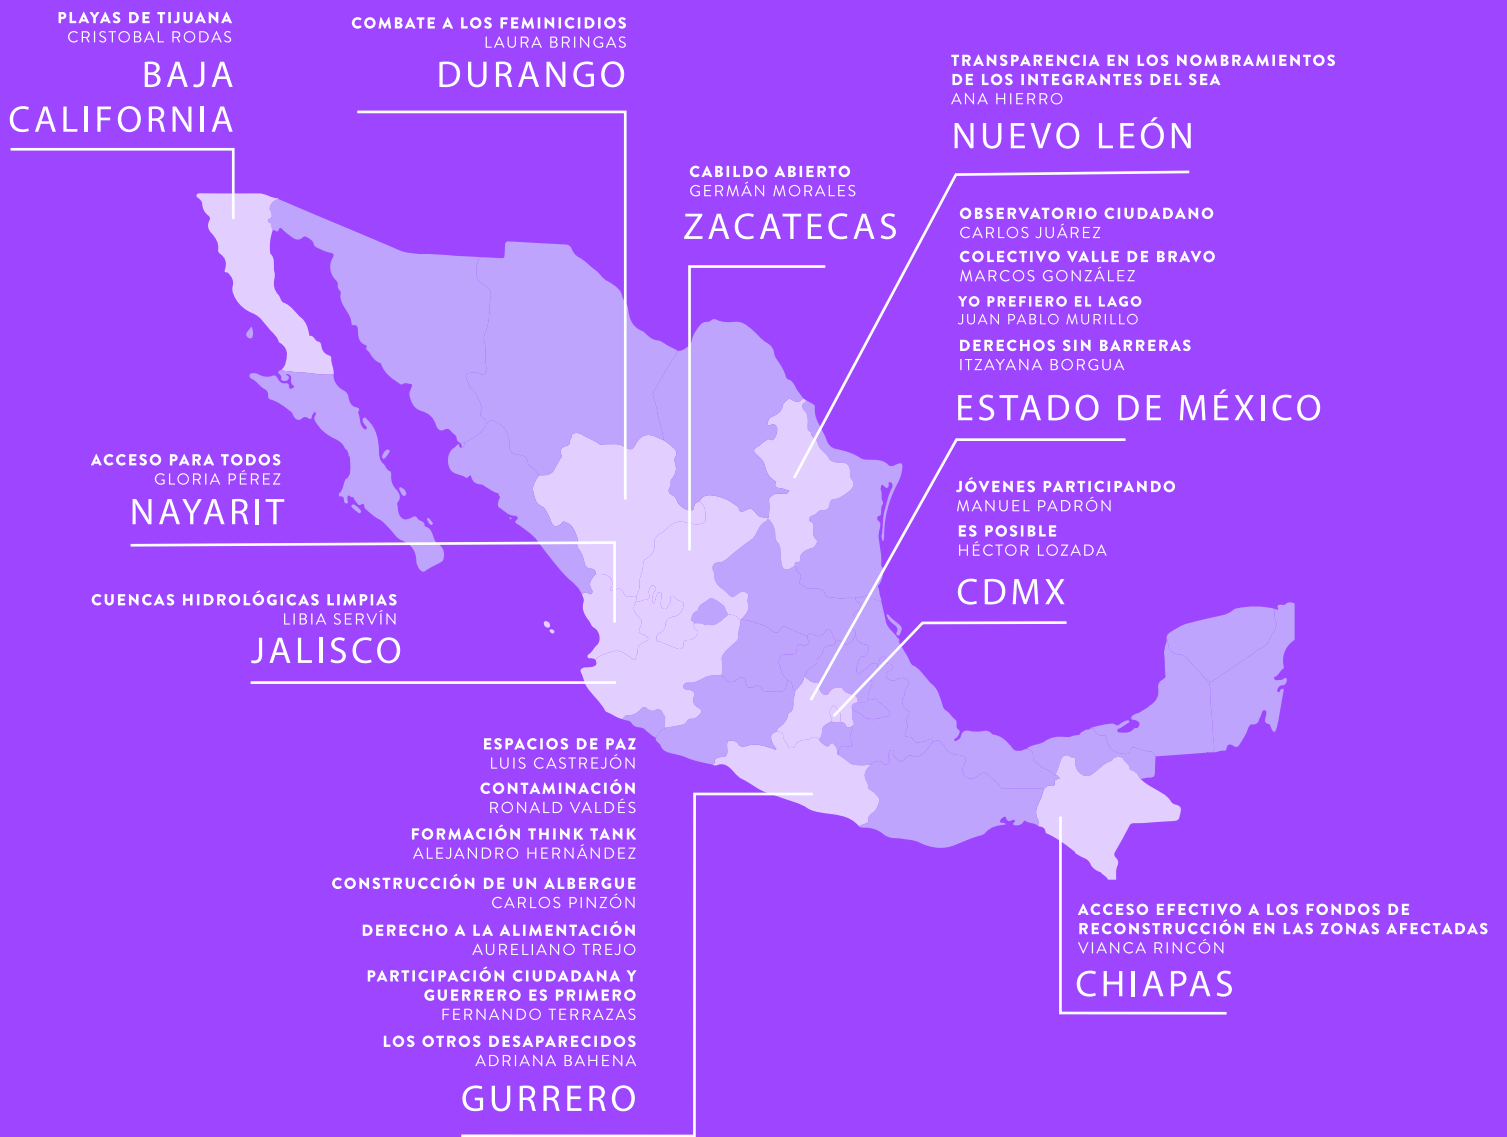 PLAYAS DE TIJUANA
CRISTOBAL RODAS
BAJA
CALIFORNIA
COMBATE A LOS FEMINICIDIOS
LAURA BRINGAS
DURANGO
TRANSPARENCIA EN LOS NOMBRAMIENTOS
DE LOS INTEGRANTES DEL SEA
ANA HIERRO
NUEVO LEÓN
CABILDO ABIERTO
GERMÁN MORALES
ZACATECAS
OBSERVATORIO CIUDADANO
CARLOS JUÁREZ
COLECTIVO VALLE DE BRAVO
MARCOS GONZÁLEZ
YO PREFIERO EL LAGO
JUAN PABLO MURILLO
DERECHOS SIN BARRERAS
ITZAYANA BORGUA
ESTADO DE MÉXICO
ACCESO PARA TODOS
GLORIA PÉREZ
NAYARIT
JÓVENES PARTICIPANDO
MANUEL PADRÓN
ES POSIBLE
HÉCTOR LOZADA
CDMX
CUENCAS HIDROLÓGICAS LIMPIAS
LIBIA SERVÍN
JALISCO
ESPACIOS DE PAZ
LUIS CASTREJÓN
CONTAMINACIÓN
RONALD VALDÉS
FORMACIÓN THINK TANK
ALEJANDRO HERNÁNDEZ
CONSTRUCCIÓN DE UN ALBERGUE
CARLOS PINZÓN
DERECHO A LA ALIMENTACIÓN
AURELIANO TREJO
PARTICIPACIÓN CIUDADANA Y
GUERRERO ES PRIMERO
FERNANDO TERRAZAS
LOS OTROS DESAPARECIDOS
ADRIANA BAHENA
GURRERO
ACCESO EFECTIVO A LOS FONDOS DE
RECONSTRUCCIÓN EN LAS ZONAS AFECTADAS
VIANCA RINCÓN
CHIAPAS